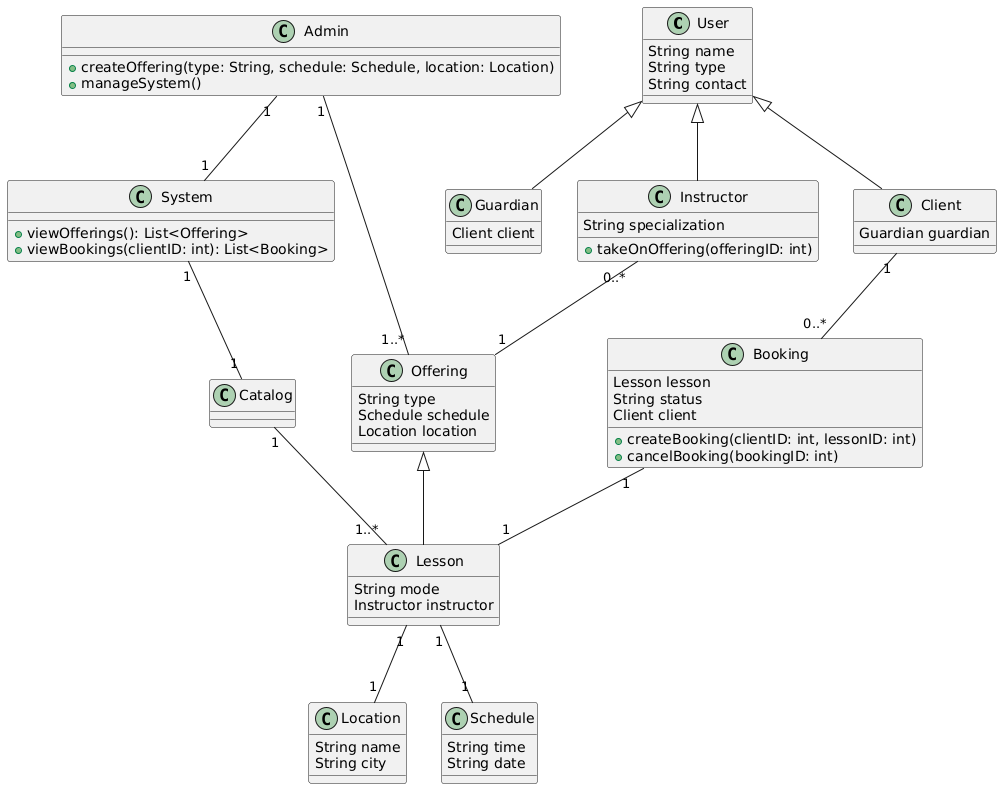 C Admin
createOffering(type: String, schedule: Schedule, location: Location)
manageSystem()
C User
String name
String type
String contact
1
1
1
C System
viewOfferings(): List<Offering>
viewBookings(clientID: int): List<Booking>
C Guardian
Client client
C Instructor
String specialization
takeOnOffering(offeringID: int)
C Client
Guardian guardian
1
0..*
1
1..*
1
0..*
1
C Catalog
C Offering
String type
Schedule schedule
Location location
C Booking
Lesson lesson
String status
Client client
createBooking(clientID: int, lessonID: int)
cancelBooking(bookingID: int)
1
1
1..*
1
C Lesson
String mode
Instructor instructor
1
1
1
1
C Location
String name
String city
C Schedule
String time
String date